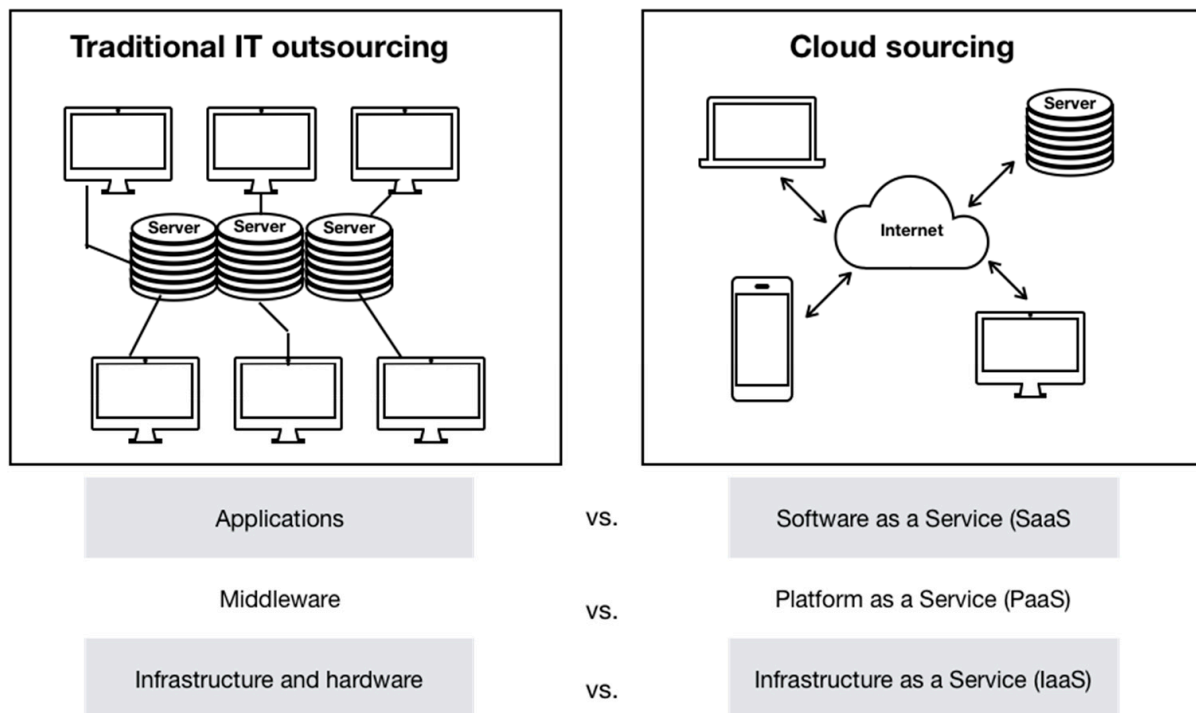 Traditional IT outsourcing
Server
Server
Server
Cloud sourcing
Server
Internet
Applications
vs.
Software as a Service (SaaS
Middleware
vs.
Platform as a Service (PaaS)
Infrastructure and hardware
vs.
Infrastructure as a Service (IaaS)